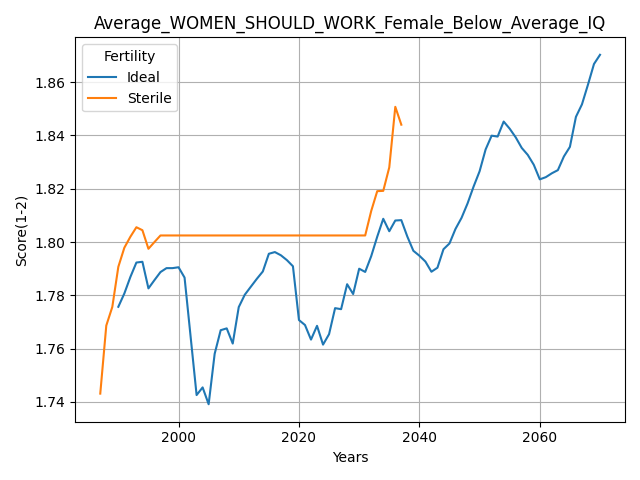 Average_WOMEN_SHOULD_WORK_Female_Below_Average_IQ
Fertility
Ideal
Sterile
Score(1-2)
1.86
1.84
1.82
1.80
1.78
1.76
1.74
2000 2020 2040 2060
Years